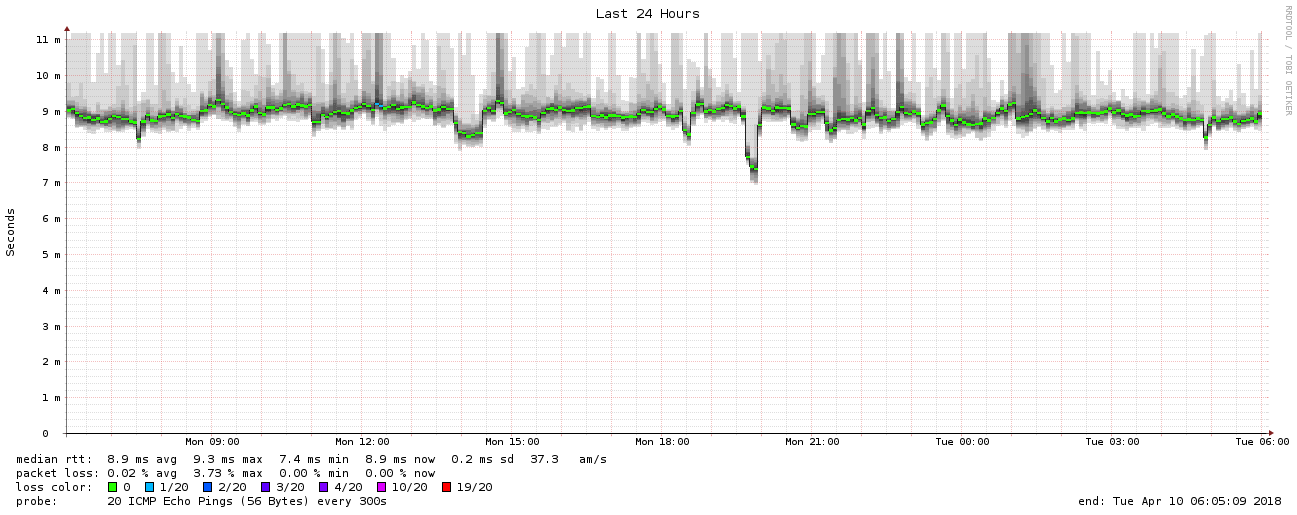 Last 24 Hours
RRDTOOL / TOBI OETIKER
11 m
10 m
9 m
8 m
7 m
6 m
5 m
4 m
3 m
2 m
1 m
0
Seconds
Mon 09:00 Mon 12:00 Mon 15:00 Mon 18:00 Mon 21:00 Tue 00:00 Tue 03:00 Tue 06:00
median rtt: 8.9 ms avg 9.3 ms max 7.4 ms min 8.9 ms now 0.2 ms sd 37.3 am/s
packet loss: 0.02 % avg 3.73 % max 0.00 % min 0.00 % now
loss color: 0 1/20 2/20 3/20 4/20 10/20 19/20
probe: 20 ICMP Echo Pings (56 Bytes) every 300s end: Tue Apr 10 06:05:09 2018